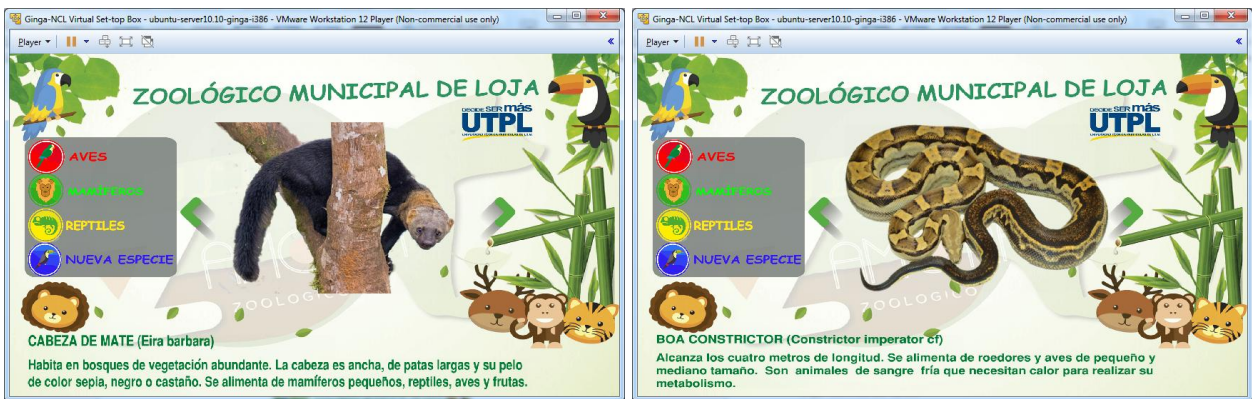 Ginga-NCL Virtual Set-top Box - ubuntu-server10.10-ginga-i386 - VMware Workstation 12 Player (Non-commercial use only)
Player
ZOOLÓGICO MUNICIPAL DE LOJA
DECIDE SER más
UTPL
AVES
MAMÍFEROS
REPTILES
NUEVA ESPECIE
ZOOLOGICO
CABEZA DE MATE (Eira barbara)
Habita en bosques de vegetación abundante. La cabeza es ancha, de patas largas y su pelo
de color sepia, negro o castaño. Se alimenta de mamíferos pequeños, reptiles, aves y frutas.
Ginga-NCL Virtual Set-top Box - ubuntu-server10.10-ginga-i386 - VMware Workstation 12 Player (Non-commercial use only)
Player
ZOOLÓGICO MUNICIPAL DE LOJA
DECIDE SER más
UTPL
AVES
MAMÍFEROS
REPTILES
NUEVA ESPECIE
ZOOLOGICO
BOA CONSTRICTOR (Constrictor imperator cf)
Alcanza los cuatro metros de longitud. Se alimenta de roedores y aves de pequeño y
mediano tamaño. Son animales de sangre fría que necesitan calor para realizar su
metabolismo.